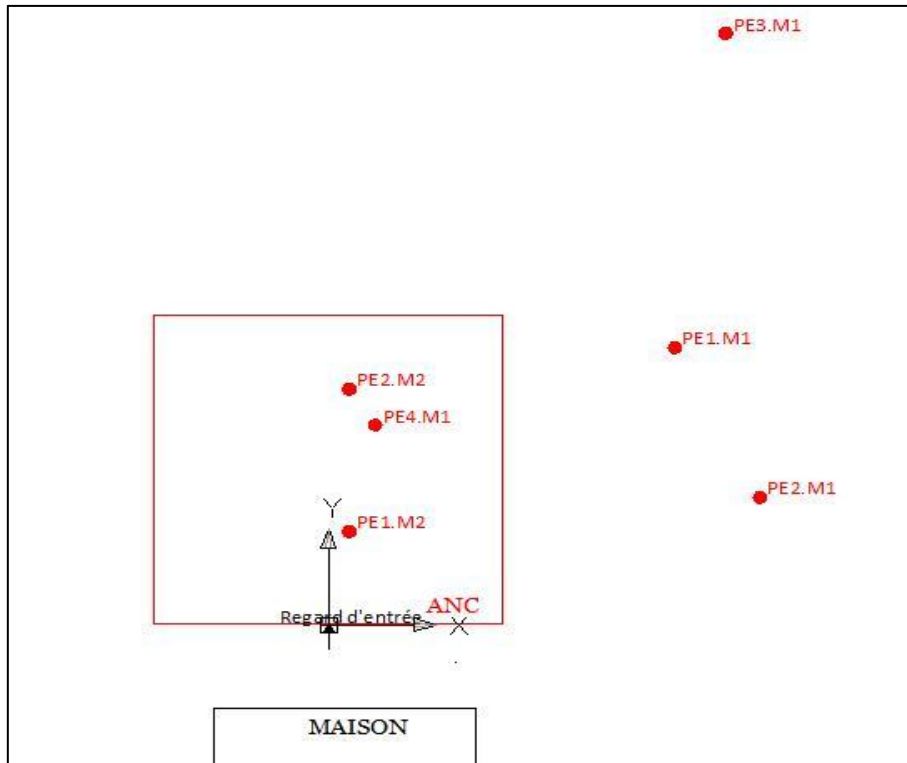 PE3.M1
PE1.M1
PE2.M2
PE4.M1
PE2.M1
Y
PE1.M2
ANC
Regard d'entrée
X
MAISON